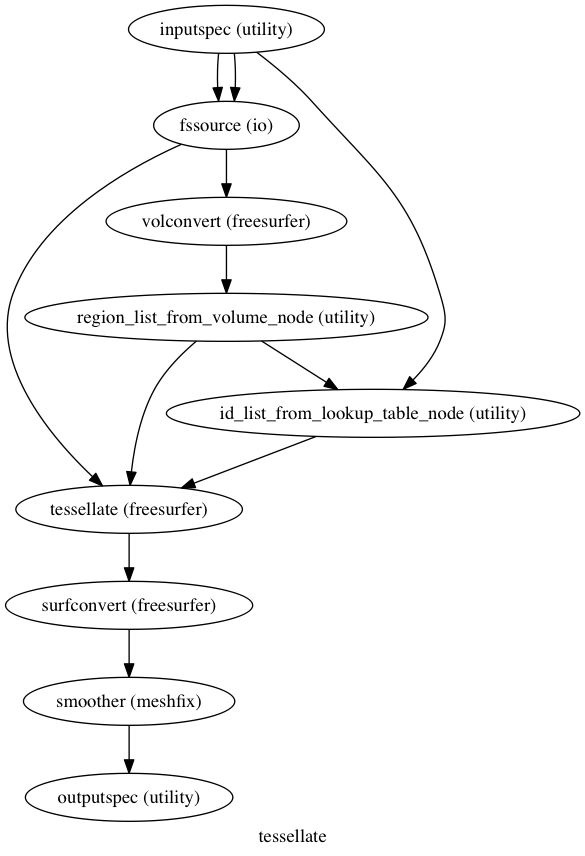 inputspec (utility)
fssource (io)
volconvert (freesurfer)
region_list_from_volume_node (utility)
id_list_from_lookup_table_node (utility)
tessellate (freesurfer)
surfconvert (freesurfer)
smoother (meshfix)
outputspec (utility)
tessellate